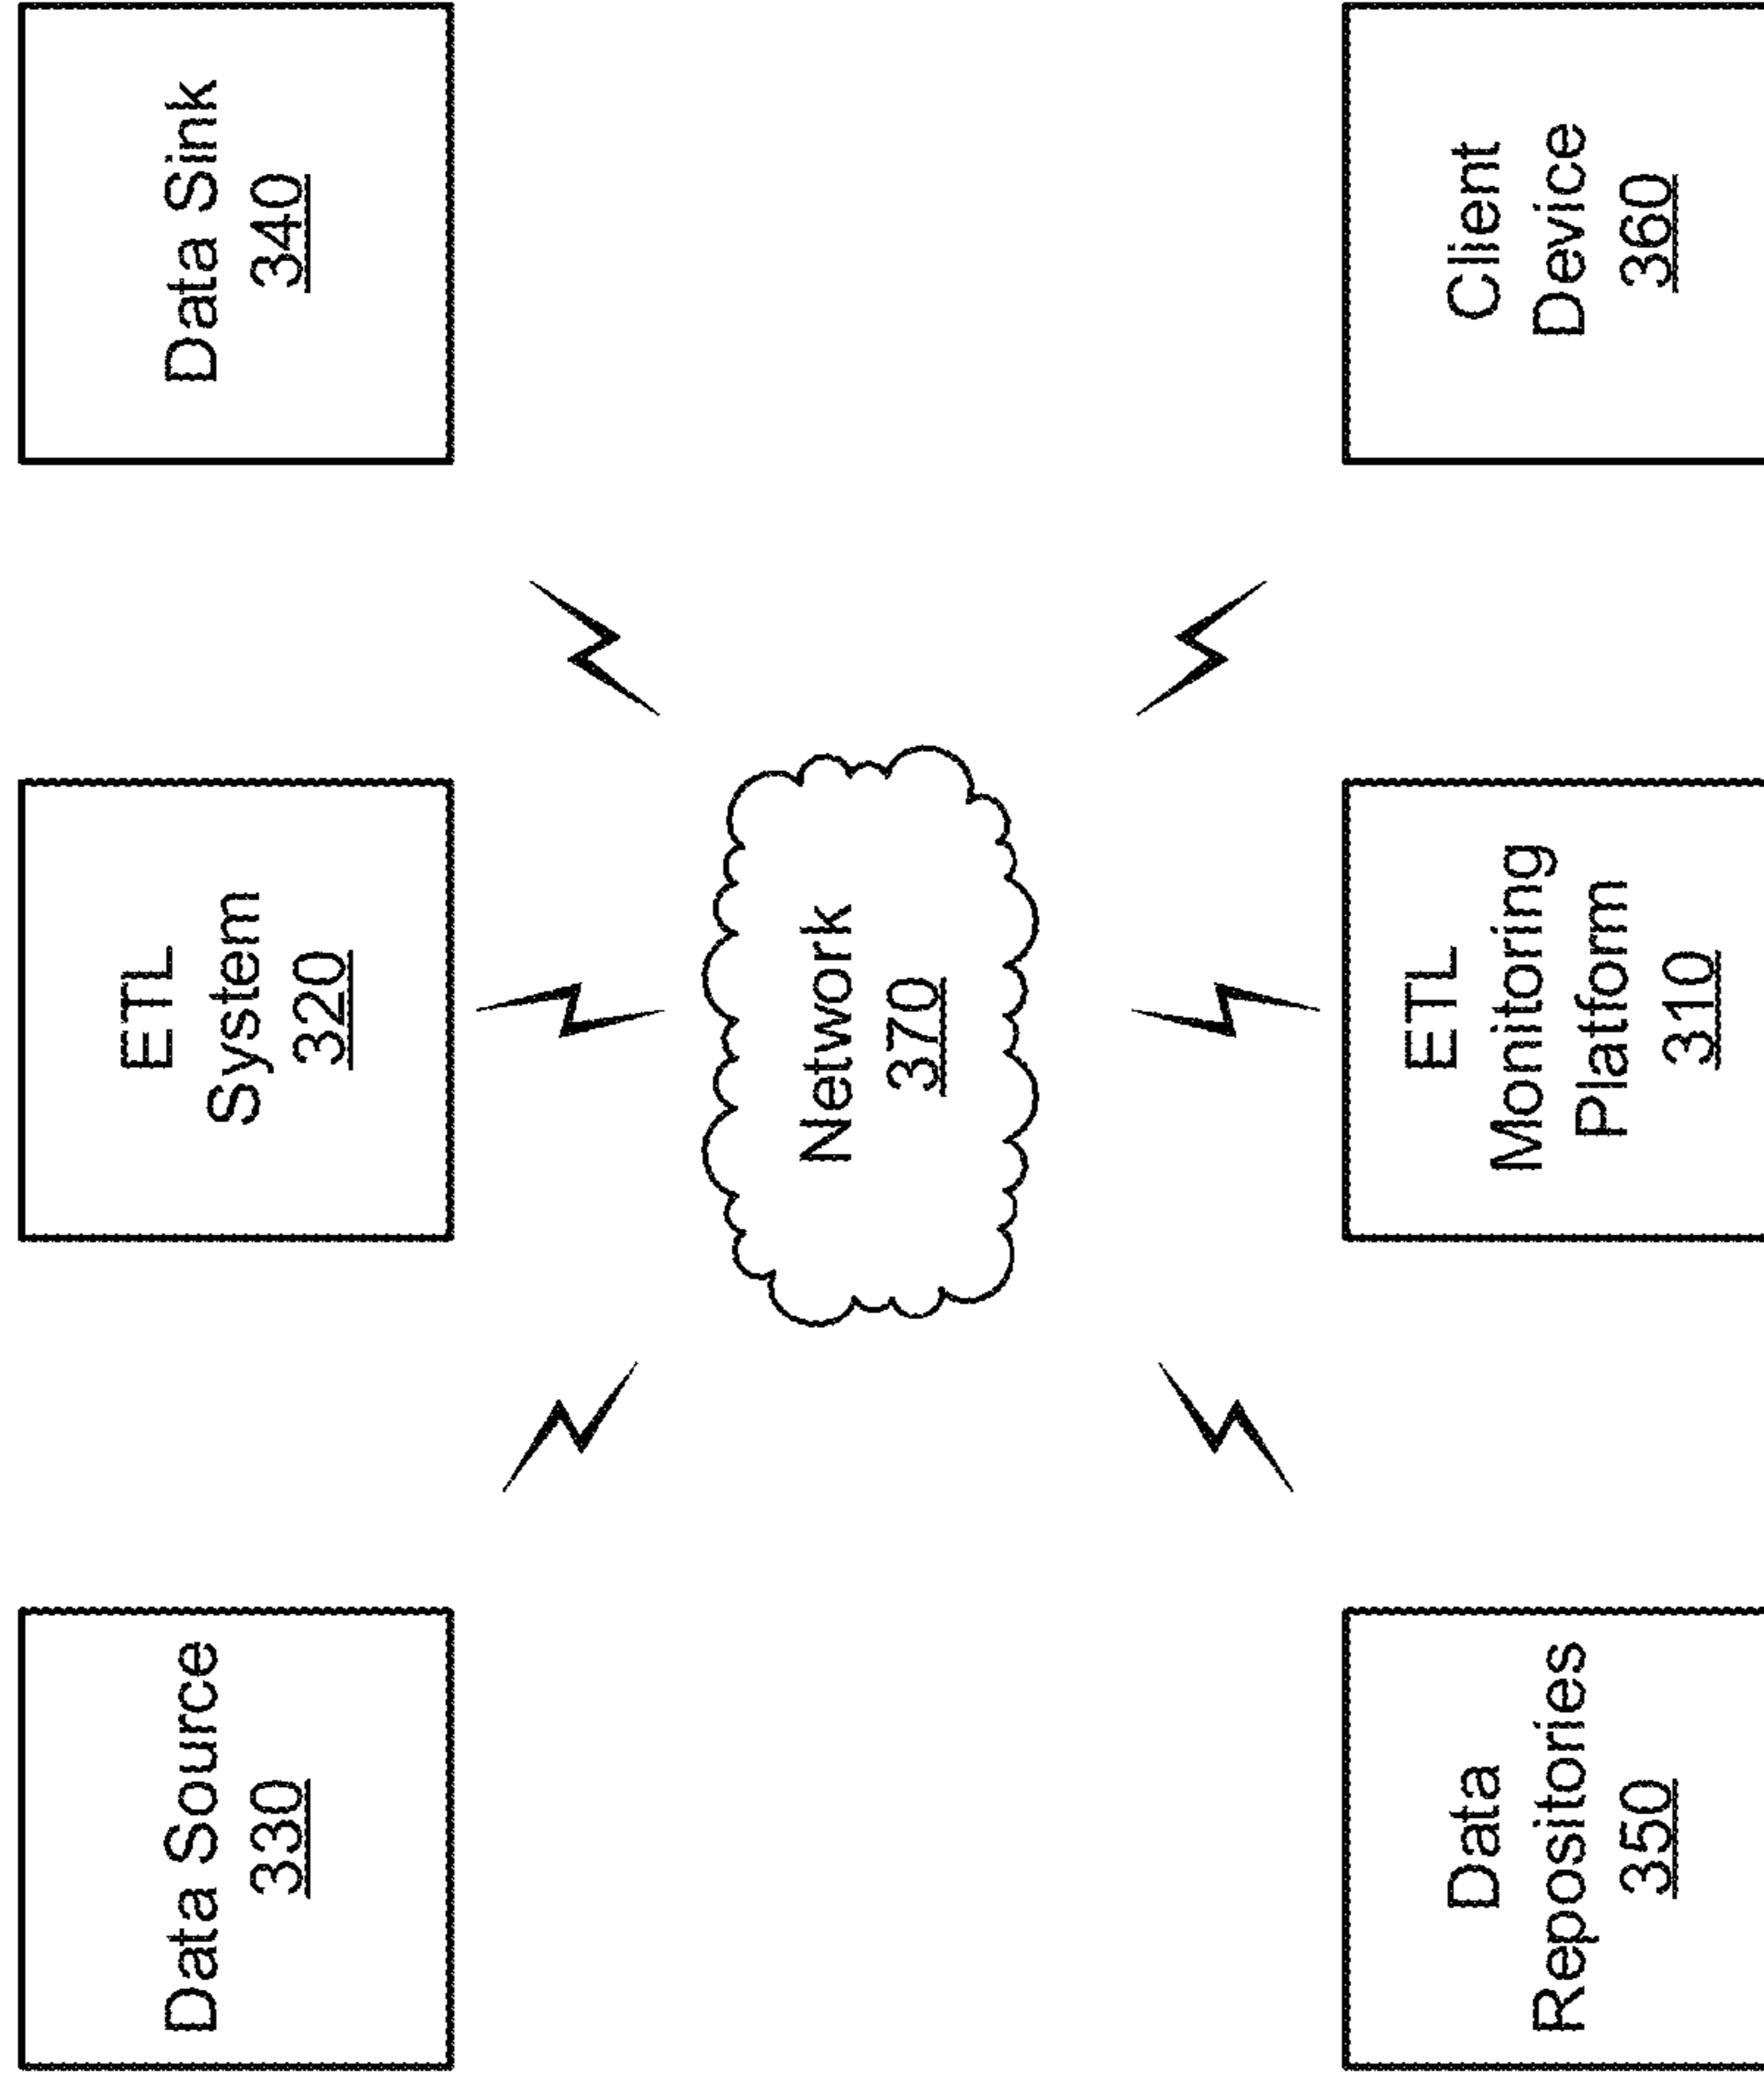 Data Source
330
ETL
System
320
Data Sink
340
Network
370
Data
Repositories
350
ETL
Monitoring
Platform
310
Client
Device
360